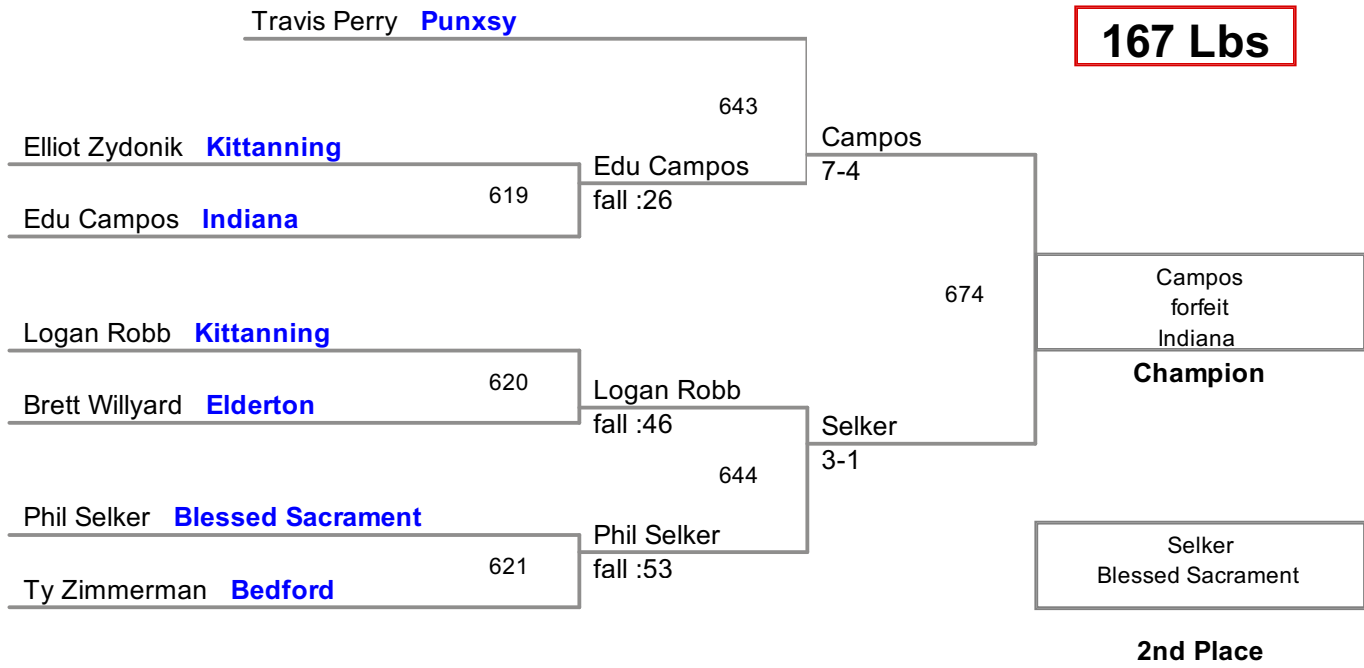 Travis Perry Punxsy
167 Lbs
643
Elliot Zydonik Kittanning
Campos
Edu Campos
7-4
619
fall :26
Edu Campos Indiana
Campos
674
forfeit
Logan Robb Kittanning
Indiana
Champion
620
Logan Robb
Brett Willyard Elderton
fall :46
Selker
3-1
644
Phil Selker Blessed Sacrament
Phil Selker
Selker
621
fall :53
Blessed Sacrament
Ty Zimmerman Bedford
2nd Place